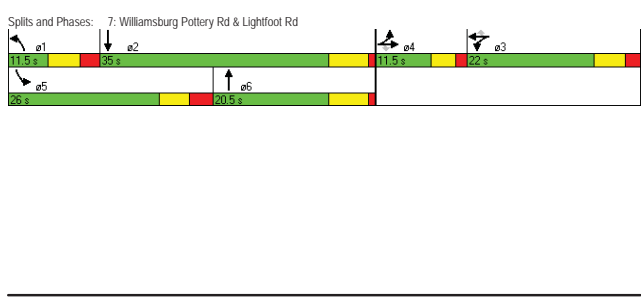 Splits and Phases: 7: Williamsburg Pottery Rd & Lightfoot Rd
ø1 ø2 ø4 ø3
11.5 s 35 s 11.5 s 22 s
ø5 ø6
26 s 20.5 s